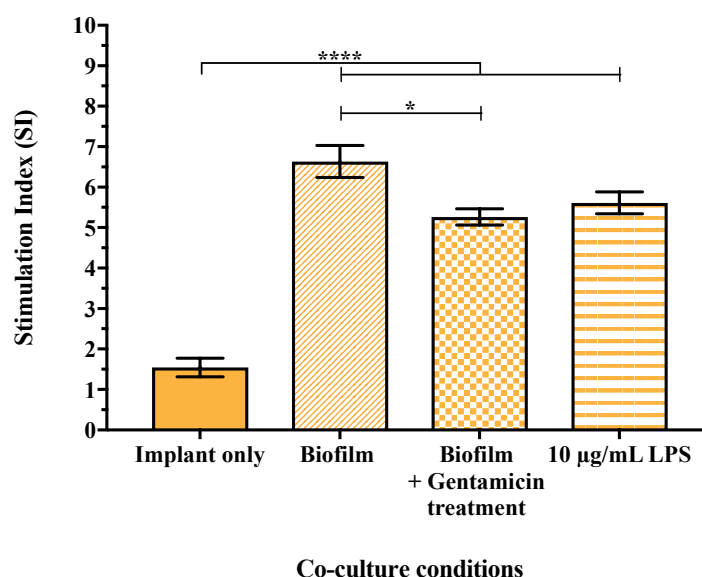 10
9
8
7
6
5
4
3
2
1
0
Stimulation Index (SI)
****
*
Implant only
Biofilm
Biofilm
+ Gentamicin
treatment
10 µg/mL LPS
Co-culture conditions